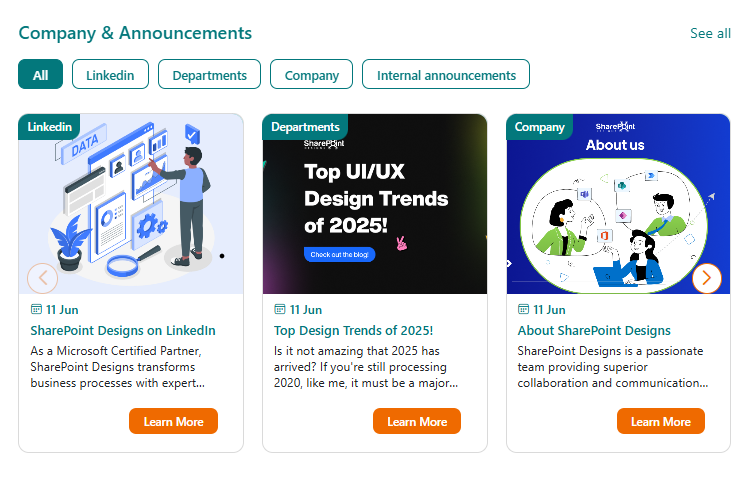 Company & Announcements
See all
All
Linkedin
Departments
Company
Internal announcements
Linkedin
DATA
Departments
SharePoint
DESIGNS
Top UI/UX
Design Trends
of 2025!
Check out the blog!
Company
SharePoint
DESIGNS
About us
11 Jun
SharePoint Designs on LinkedIn
As a Microsoft Certified Partner,
SharePoint Designs transforms
business processes with expert...
Learn More
11 Jun
Top Design Trends of 2025!
Is it not amazing that 2025 has
arrived? If you're still processing
2020, like me, it must be a major...
Learn More
11 Jun
About SharePoint Designs
SharePoint Designs is a passionate
team providing superior
collaboration and communication...
Learn More